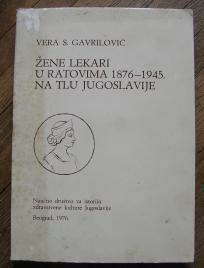 VERA S. GAVRILOVIĆ
ŽENE LEKARI
U RATOVIMA 1876–1945.
NA TLU JUGOSLAVIJE
Naučno društvo za istoriju
zdravstvene kulture Jugoslavije
Beograd, 1976.